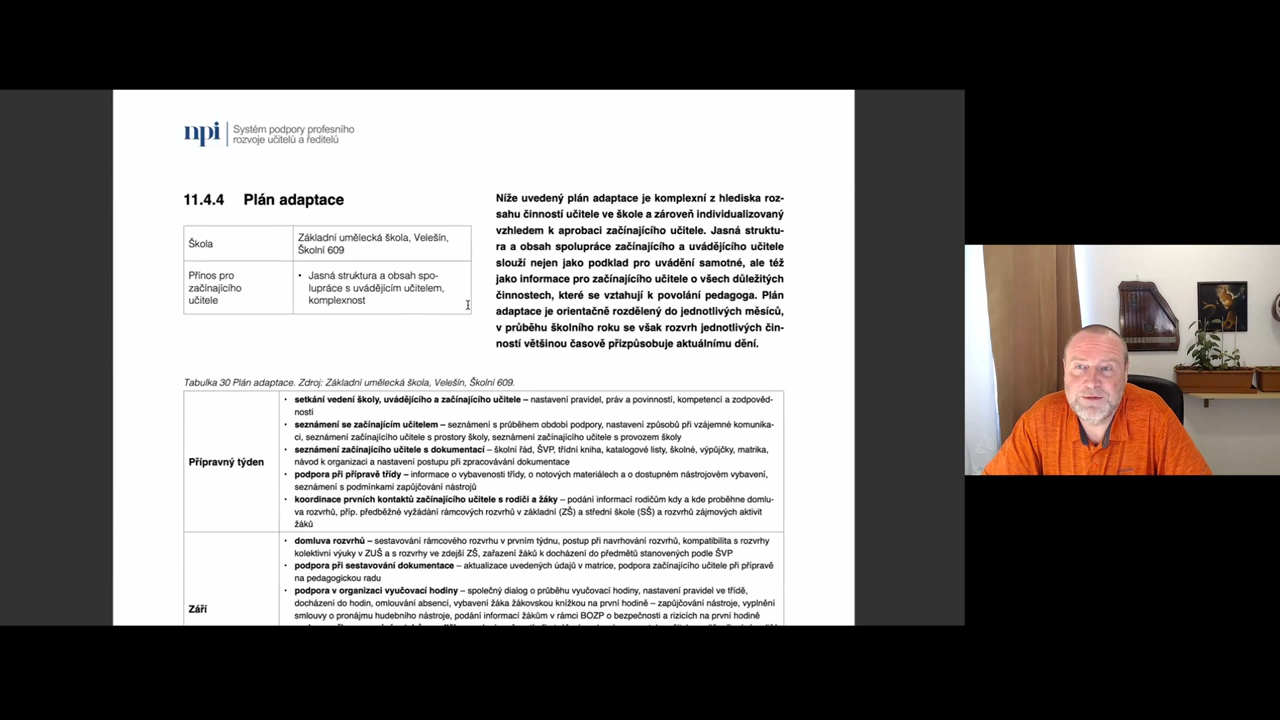 npi
Systém podpory profesního
rozvoje učitelů a ředitelů
11.4.4 Plán adaptace
Škola
Základní umělecká škola, Velešín,
Školní 609
Přínos pro
začínajícího
učitele
• Jasná struktura a obsah spo-
lupráce s uvádějícím učitelem,
komplexnost
Níže uvedený plán adaptace je komplexní z hlediska roz-
sahu činností učitele ve škole a zároveň individualizovaný
vzhledem k aprobaci začínajícího učitele. Jasná struktu-
ra a obsah spolupráce začínajícího a uvádějícího učitele
slouží nejen jako podklad pro uvádění samotné, ale též
jako informace pro začínajícího učitele o všech důležitých
činnostech, které se vztahují k povolání pedagoga. Plán
adaptace je orientačně rozdělený do jednotlivých měsíců,
v průběhu školního roku se však rozvrh jednotlivých čin-
ností většinou časově přizpůsobuje aktuálnímu dění.
Tabulka 30 Plán adaptace. Zdroj: Základní umělecká škola, Velešín, Školní 609.
Přípravný týden
• setkání vedení školy, uvádějícího a začínajícího učitele – nastavení pravidel, práv a povinností, kompetencí a zodpověd-
nosti
• seznámení se začínajícím učitelem – seznámení s průběhem období podpory, nastavení způsobů při vzájemné komunika-
ci, seznámení začínajícího učitele s prostory školy, seznámení začínajícího učitele s provozem školy
• seznámení začínajícího učitele s dokumentací – školní řád, ŠVP, třídní kniha, katalogové listy, školné, výpůjčky, matrika,
návod k organizaci a nastavení postupu při zpracovávání dokumentace
• podpora při přípravě třídy – informace o vybavenosti třídy, o notových materiálech a o dostupném nástrojovém vybavení,
seznámení s podmínkami zapůjčování nástrojů
• koordinace prvních kontaktů začínajícího učitele s rodiči a žáky – podání informací rodičům kdy a kde proběhne domlu-
va rozvrhů, příp. předběžné vyžádání rámcových rozvrhů v základní (ZŠ) a střední škole (SŠ) a rozvrhů zájmových aktivit
žáků
Září
• domluva rozvrhů – sestavování rámcového rozvrhu v prvním týdnu, postup při navrhování rozvrhů, kompatibilita s rozvrhy
kolektivní výuky v ZUŠ a s rozvrhy ve zdejší ZŠ, zařazení žáků k docházení do předmětů stanovených podle ŠVP
• podpora při sestavování dokumentace – aktualizace uvedených údajů v matrice, podpora začínajícího učitele při přípravě
na pedagogickou radu
• podpora v organizaci vyučovací hodiny – společný dialog o průběhu vyučovací hodiny, nastavení pravidel ve třídě,
docházení do hodin, omlouvání absencí, vybavení žáka žákovskou knížkou na první hodině – zapůjčování nástroje, vyplnění
smlouvy o pronájmu hudebního nástroje, podání informací žákům v rámci BOZP o bezpečnosti a rizicích na první hodině